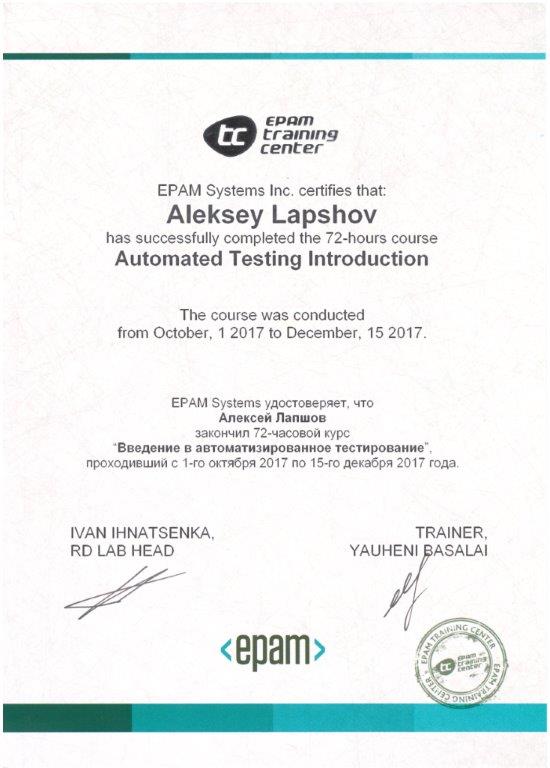 tc
EPAM
training
center
EPAM Systems Inc. certifies that:
Aleksey Lapshov
has successfully completed the 72-hours course
Automated Testing Introduction
The course was conducted
from October, 1 2017 to December, 15 2017.
EPAM Systems удостоверяет, что
Алексей Лапшов
закончил 72-часовой курс
“Введение в автоматизированное тестирование”,
проходивший с 1-го октября 2017 по 15-го декабря 2017 года.
IVAN IHNATSENKA,
RD LAB HEAD
TRAINER,
YAUHENI BASALAI
<epam>
EPAM TRAINING CENTER
tc
EPAM
training
center
EPAM TRAINING CENTER